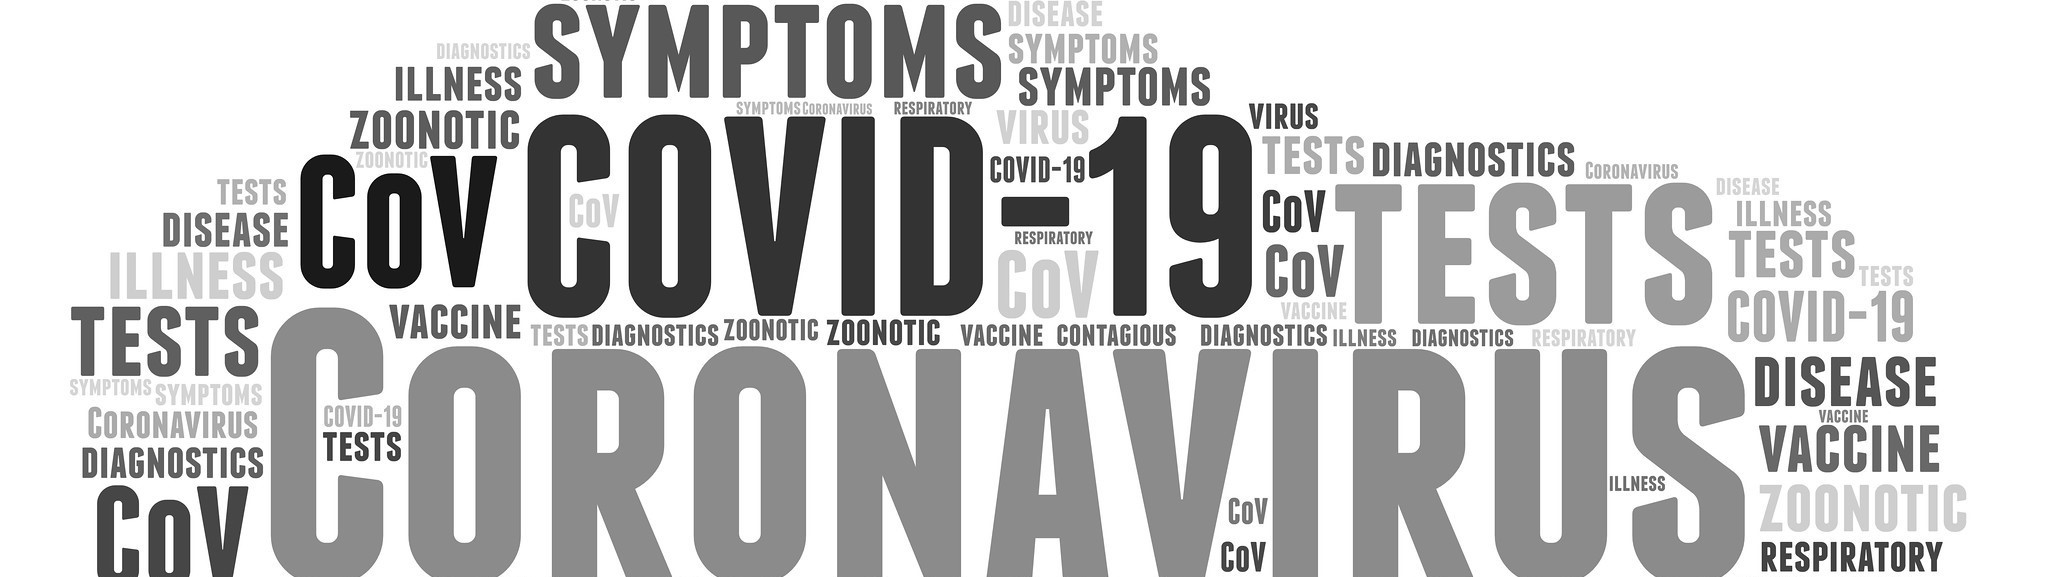 SYMPTOMS
DISEASE
DIAGNOSTICS
SYMPTOMS
ILLNESS
SYMPTOMS
SYMPTOMS
CORONAVIRUS
RESPIRATORY
ZOONOTIC
VIRUS
VIRUS
ZOONOTIC
CoV
COVID-19
COVID-19
TESTS
DIAGNOSTICS
CORONAVIRUS
TESTS
DISEASE
CoV
CoV
TESTS
DISEASE
ILLNESS
RESPIRATORY
CoV
CoV
TESTS
TESTS
ILLNESS
VACCINE
COVID-19
TESTS
VACCINE
TESTS
DIAGNOSTICS
ZOONOTIC
ZOONOTIC
VACCINE
CONTAGIOUS
DIAGNOSTICS
ILLNESS
DIAGNOSTICS
RESPIRATORY
CORONAVIRUS
SYMPTOMS
SYMPTOMS
DISEASE
CORONAVIRUS
COVID-19
VACCINE
TESTS
VACCINE
DIAGNOSTICS
ILLNESS
CoV
CoV
ZOONOTIC
CoV
RESPIRATORY